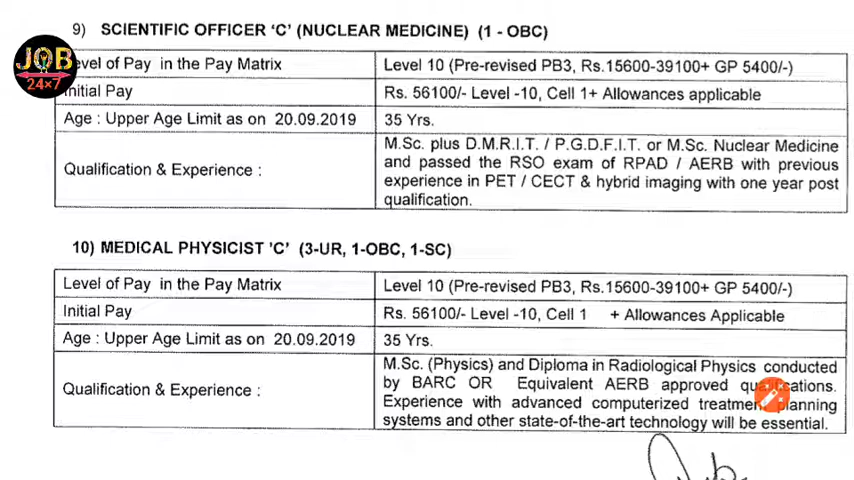 9) SCIENTIFIC OFFICER 'C' (NUCLEAR MEDICINE) (1 - OBC)
JOB
24×7
Level of Pay in the Pay Matrix
Level 10 (Pre-revised PB3, Rs.15600-39100+ GP 5400/-)
Initial Pay
Rs. 56100/- Level -10, Cell 1+ Allowances applicable
Age : Upper Age Limit as on 20.09.2019
35 Yrs.
Qualification & Experience :
M.Sc. plus D.M.R.I.T. / P.G.D.F.I.T. or M.Sc. Nuclear Medicine
and passed the RSO exam of RPAD / AERB with previous
experience in PET / CECT & hybrid imaging with one year post
qualification.
10) MEDICAL PHYSICIST 'C' (3-UR, 1-OBC, 1-SC)
Level of Pay in the Pay Matrix
Level 10 (Pre-revised PB3, Rs.15600-39100+ GP 5400/-)
Initial Pay
Rs. 56100/- Level -10, Cell 1 + Allowances Applicable
Age : Upper Age Limit as on 20.09.2019
35 Yrs.
Qualification & Experience :
M.Sc. (Physics) and Diploma in Radiological Physics conducted
by BARC OR Equivalent AERB approved qualifications.
Experience with advanced computerized treatment planning
systems and other state-of-the-art technology will be essential.